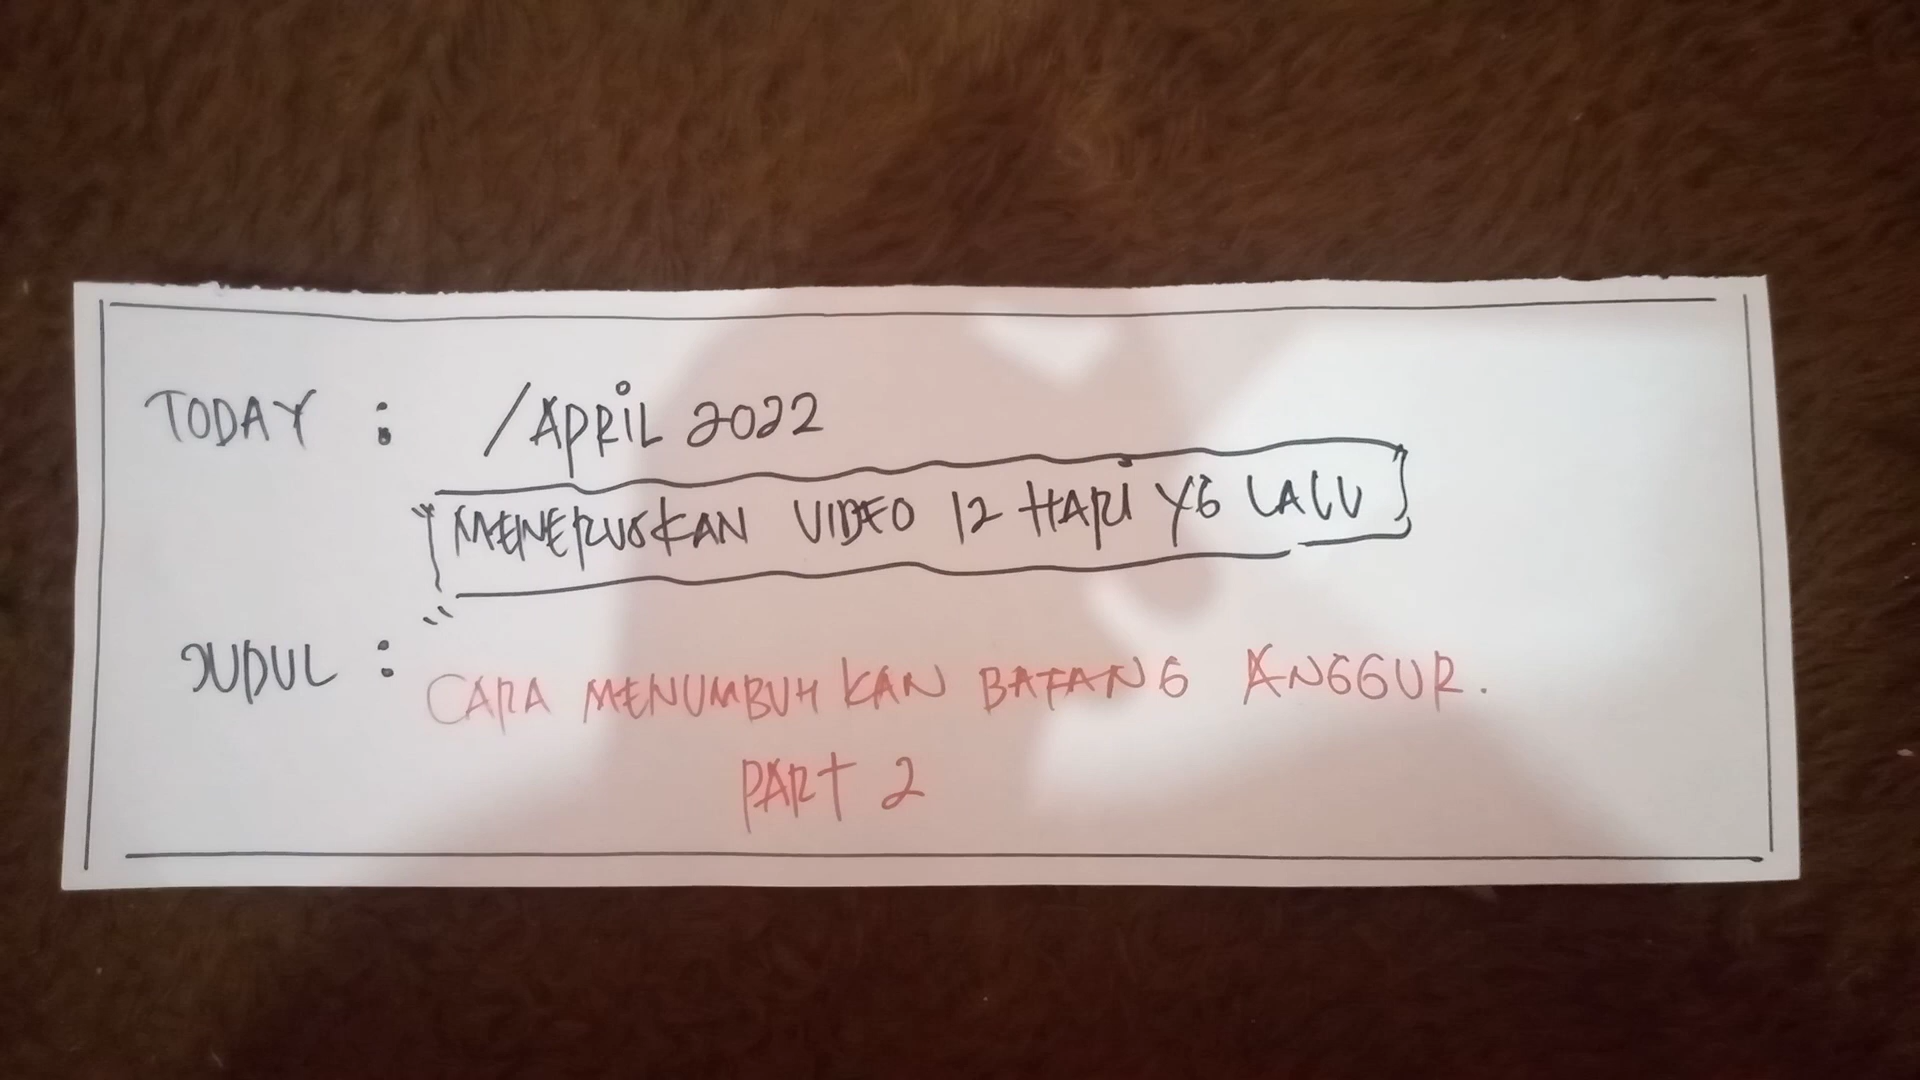 TODAY : /APRIL 2022
MENERUSKAN VIDEO 12 HARI YG LALU
JUDUL : CARA MENUMBUHKAN BATANG ANGGUR.
PART 2